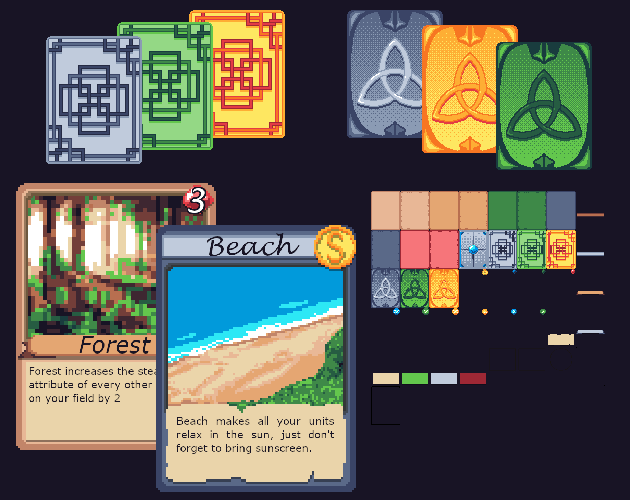 3
Forest
Forest increases the stea
attribute of every other
on your field by 2
Beach
S
Beach makes all your units
relax in the sun, just don't
forget to bring sunscreen.